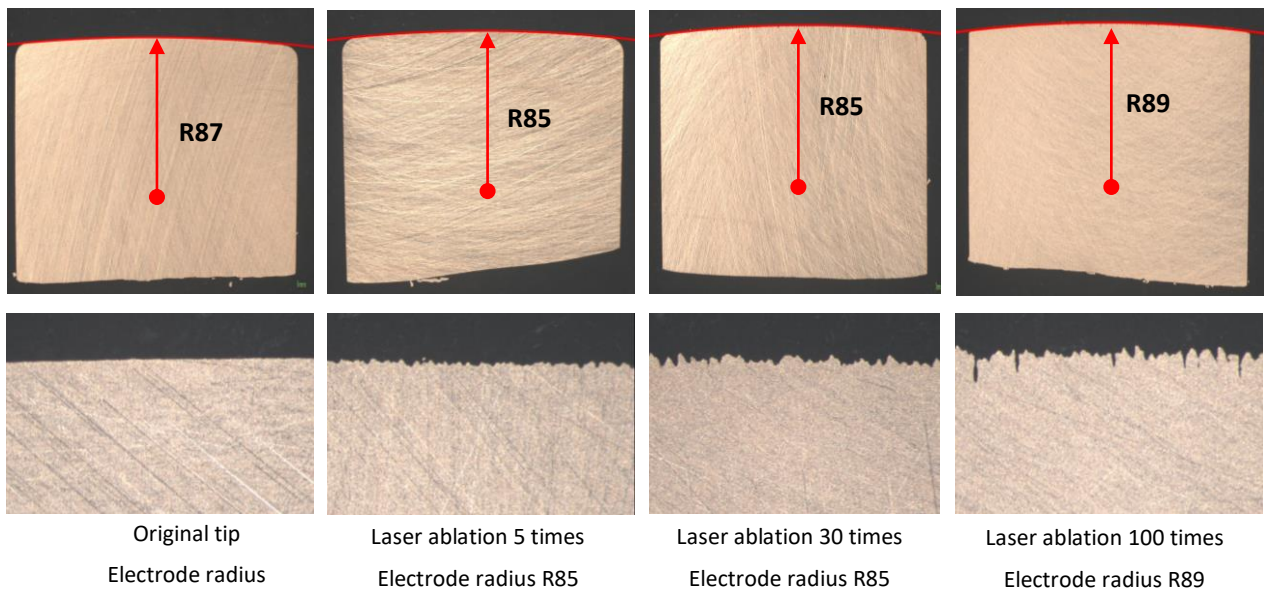 R87
R85
R85
R89
Original tip
Electrode radius
Laser ablation 5 times
Electrode radius R85
Laser ablation 30 times
Electrode radius R85
Laser ablation 100 times
Electrode radius R89